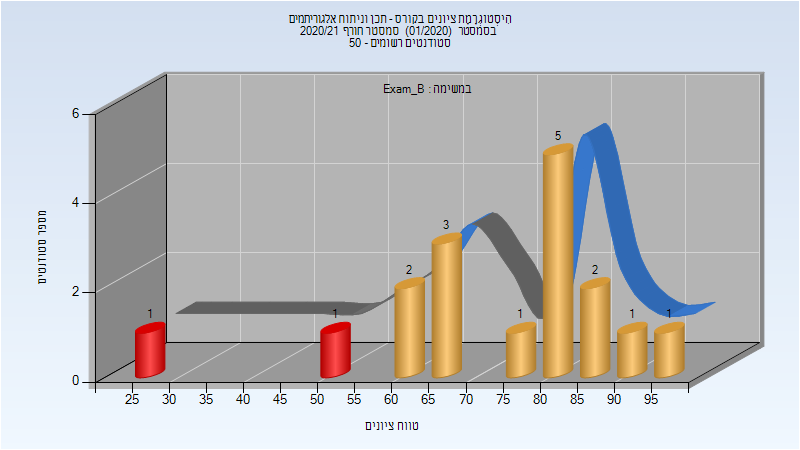 היסטוגרמת ציונים בקורס - תכן וניתוח אלגוריתמים
בסמסטר (01/2020) סמסטר חורף 2020/21
סטודנטים רשומים - 50
במשימה : Exam_B
מספר סטודנטים
6
4
2
0
1
1
2
3
1
5
2
1
1
25 30 35 40 45 50 55 60 65 70 75 80 85 90 95
טווח ציונים